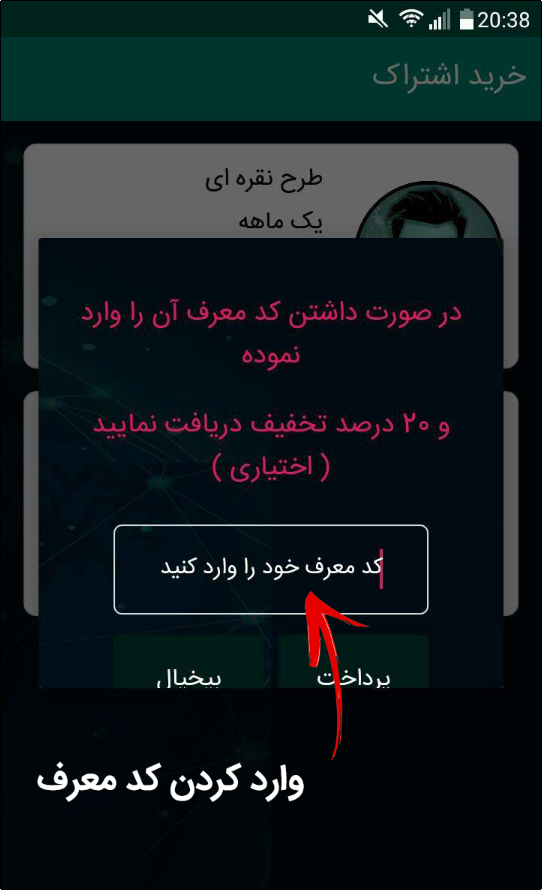 20:38
خرید اشتراک
طرح نقره ای
یک ماهه
در صورت داشتن کد معرف آن را وارد
نموده
و ۲۰ درصد تخفیف دریافت نمایید
( اختیاری )
کد معرف خود را وارد کنید
پرداخت
بیخیال
وارد کردن کد معرف